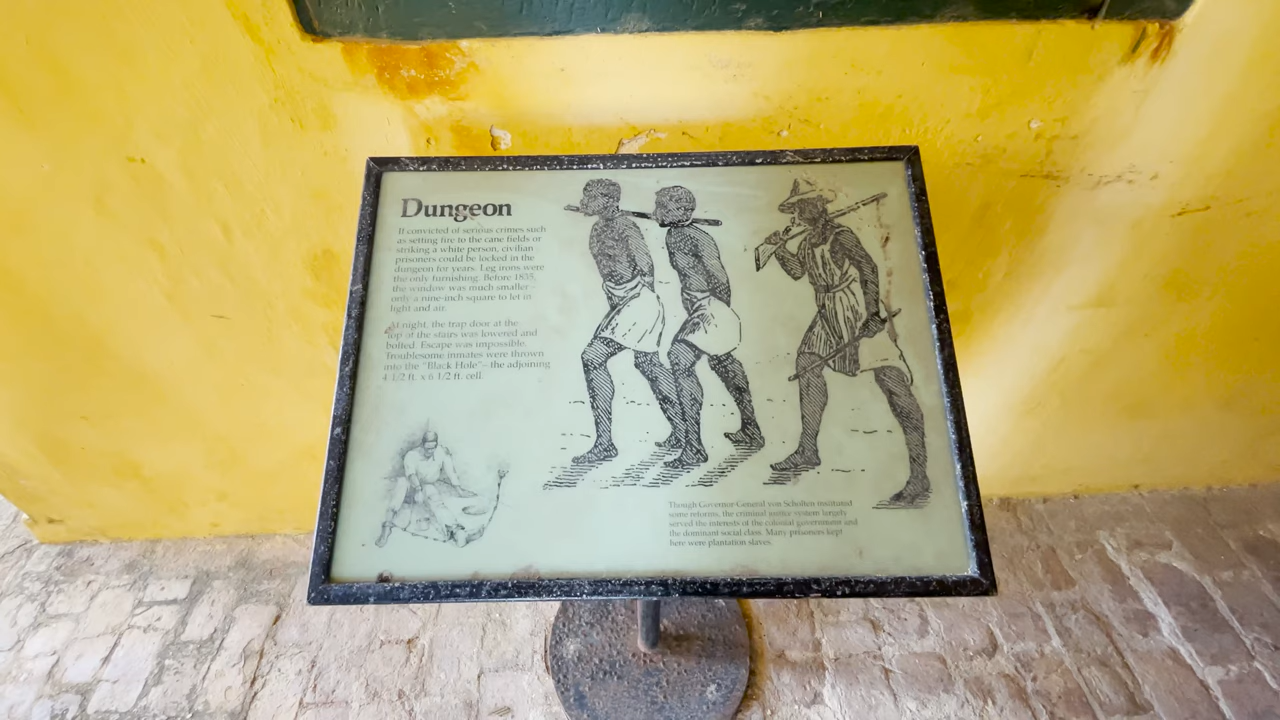 Dungeon
If convicted of serious crimes such
as setting fire to the cane fields or
striking a white person, civilian
prisoners could be locked in the
dungeon for years. Leg irons were
the only furnishing. Before 1835,
the window was much smaller –
only a nine-inch square to let in
light and air.
At night, the trap door at the
top of the stairs was lowered and
bolted. Escape was impossible.
Troublesome inmates were thrown
into the "Black Hole"– the adjoining
4 1/2 ft. x 6 1/2 ft. cell.
Though Governor-General von Scholten instituted
some reforms, the criminal justice system largely
served the interests of the colonial government and
the dominant social class. Many prisoners kept
here were plantation slaves.